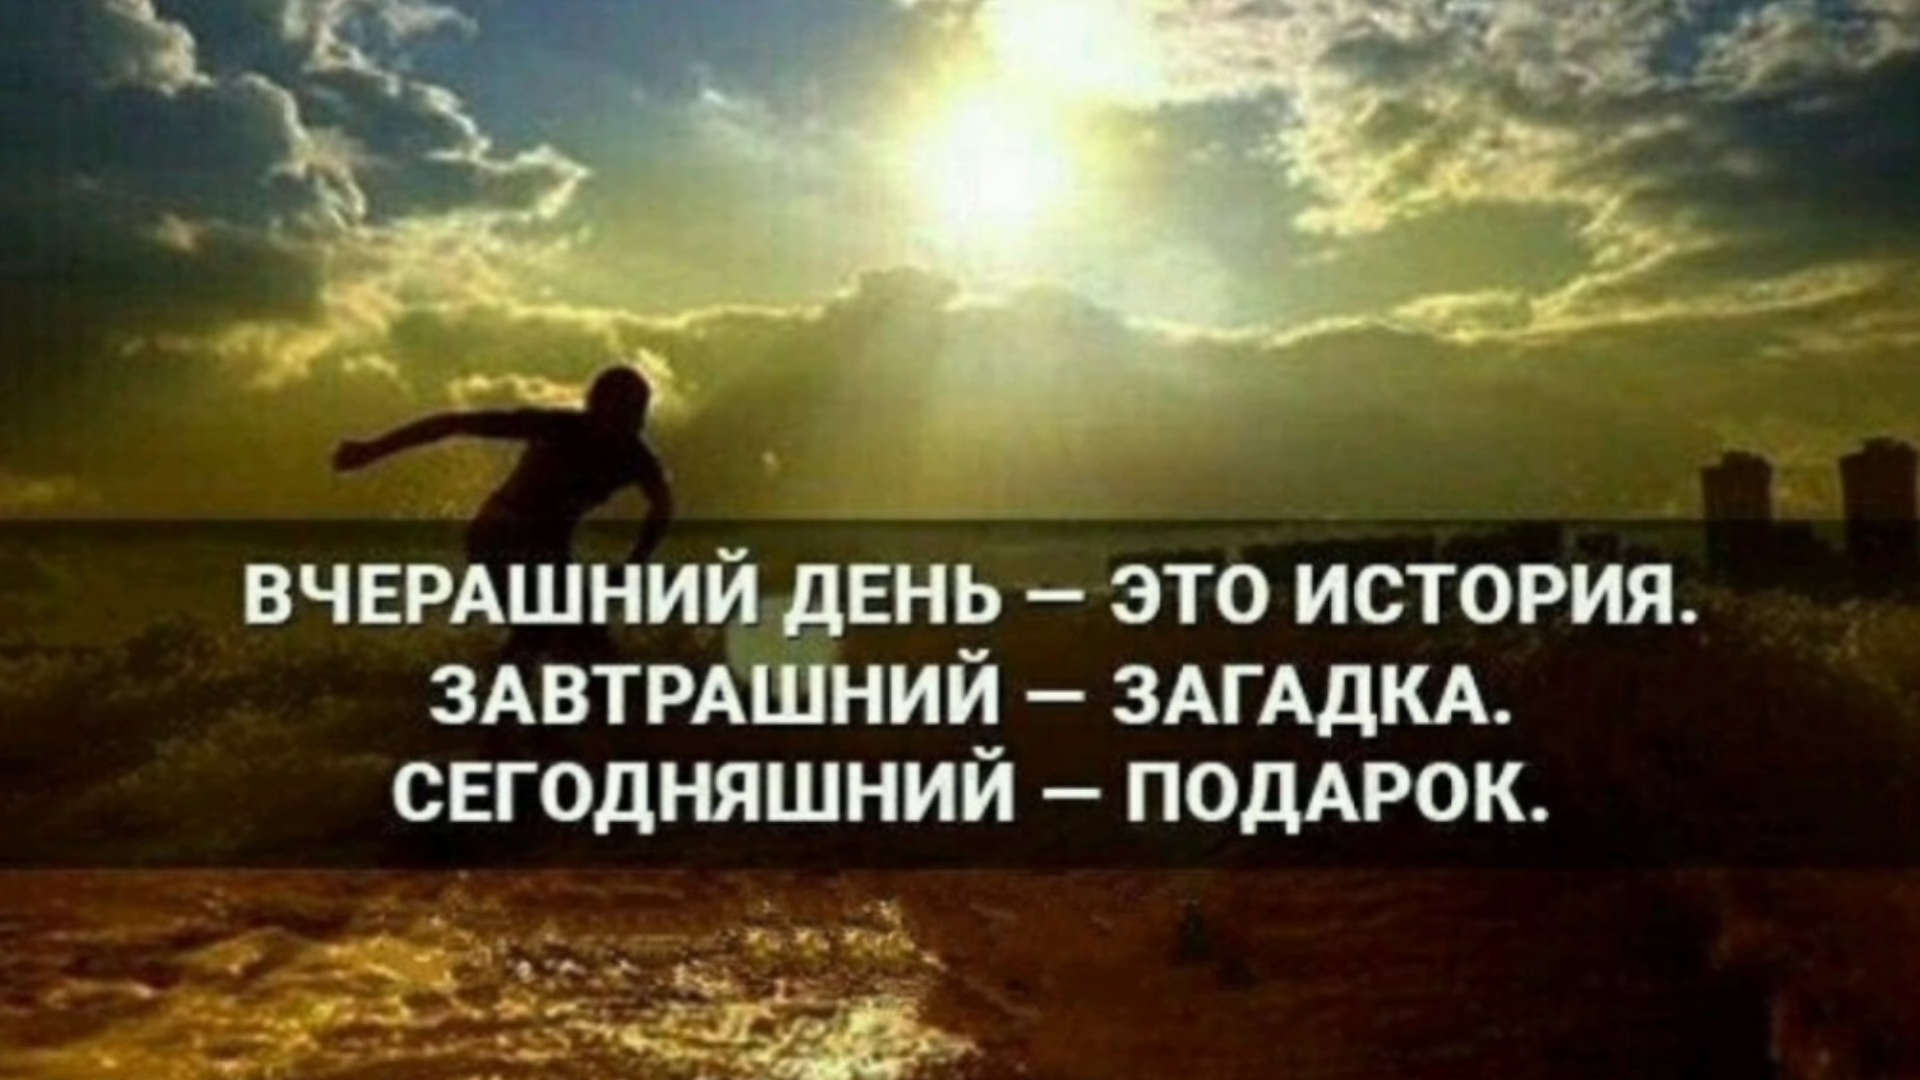 ВЧЕРАШНИЙ ДЕНЬ – ЭТО ИСТОРИЯ.
ЗАВТРАШНИЙ – ЗАГАДКА.
СЕГОДНЯШНИЙ – ПОДАРОК.